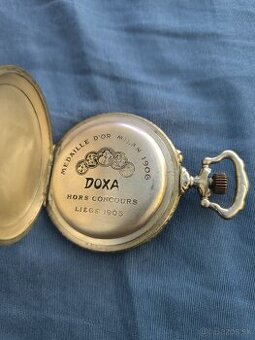 MEDAILLE D'OR MILAN 1906
DOXA
HORS CONCOURS
LIEGE 1905